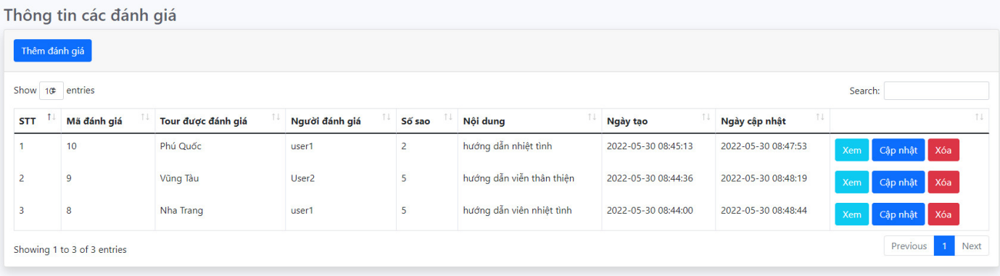 Thông tin các đánh giá
Thêm đánh giá
Show 10 entries
Search:
STT Mã đánh giá Tour được đánh giá Người đánh giá Số sao Nội dung Ngày tạo Ngày cập nhật
1 10 Phú Quốc user1 2 hướng dẫn nhiệt tình 2022-05-30 08:45:13 2022-05-30 08:47:53 Xem Cập nhật Xóa
2 9 Vũng Tàu User2 5 hướng dẫn viễn thân thiện 2022-05-30 08:44:36 2022-05-30 08:48:19 Xem Cập nhật Xóa
3 8 Nha Trang user1 5 hướng dẫn viên nhiệt tình 2022-05-30 08:44:00 2022-05-30 08:48:44 Xem Cập nhật Xóa
Showing 1 to 3 of 3 entries
Previous 1 Next